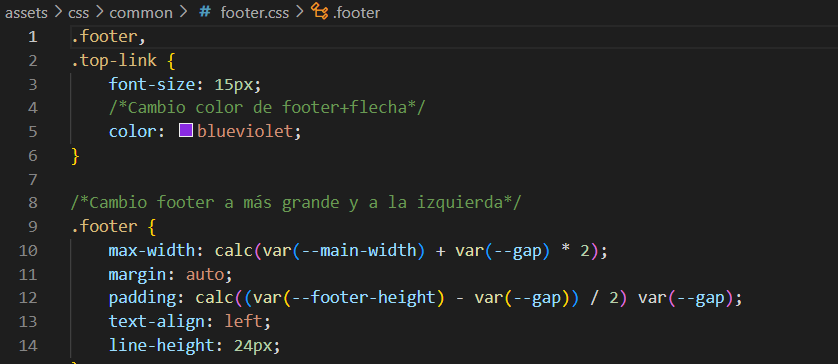 assets > css > common > # footer.css > .footer
1 .footer,
2 .top-link {
3 font-size: 15px;
4 /*Cambio color de footer+flecha*/
5 color: blueviolet;
6 }
7
8 /*Cambio footer a más grande y a la izquierda*/
9 .footer {
10 max-width: calc(var(--main-width) + var(--gap) * 2);
11 margin: auto;
12 padding: calc((var(--footer-height) - var(--gap)) / 2) var(--gap);
13 text-align: left;
14 line-height: 24px;